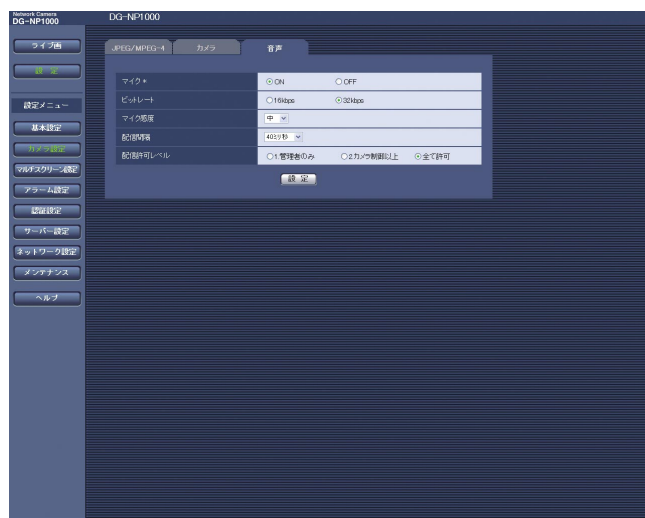 Network Camera
DG-NP1000
DG-NP1000
ライブ画
設 定
設定メニュー
基本設定
カメラ設定
マルチスクリーン設定
アラーム設定
認証設定
サーバー設定
ネットワーク設定
メンテナンス
ヘルプ
JPEG/MPEG-4 カメラ 音声
マイク* ON OFF
ビットレート 16kbps 32kbps
マイク感度 中
配信間隔 40ミリ秒
配信許可レベル 1.管理者のみ 2.カメラ制御以上 全て許可
設 定